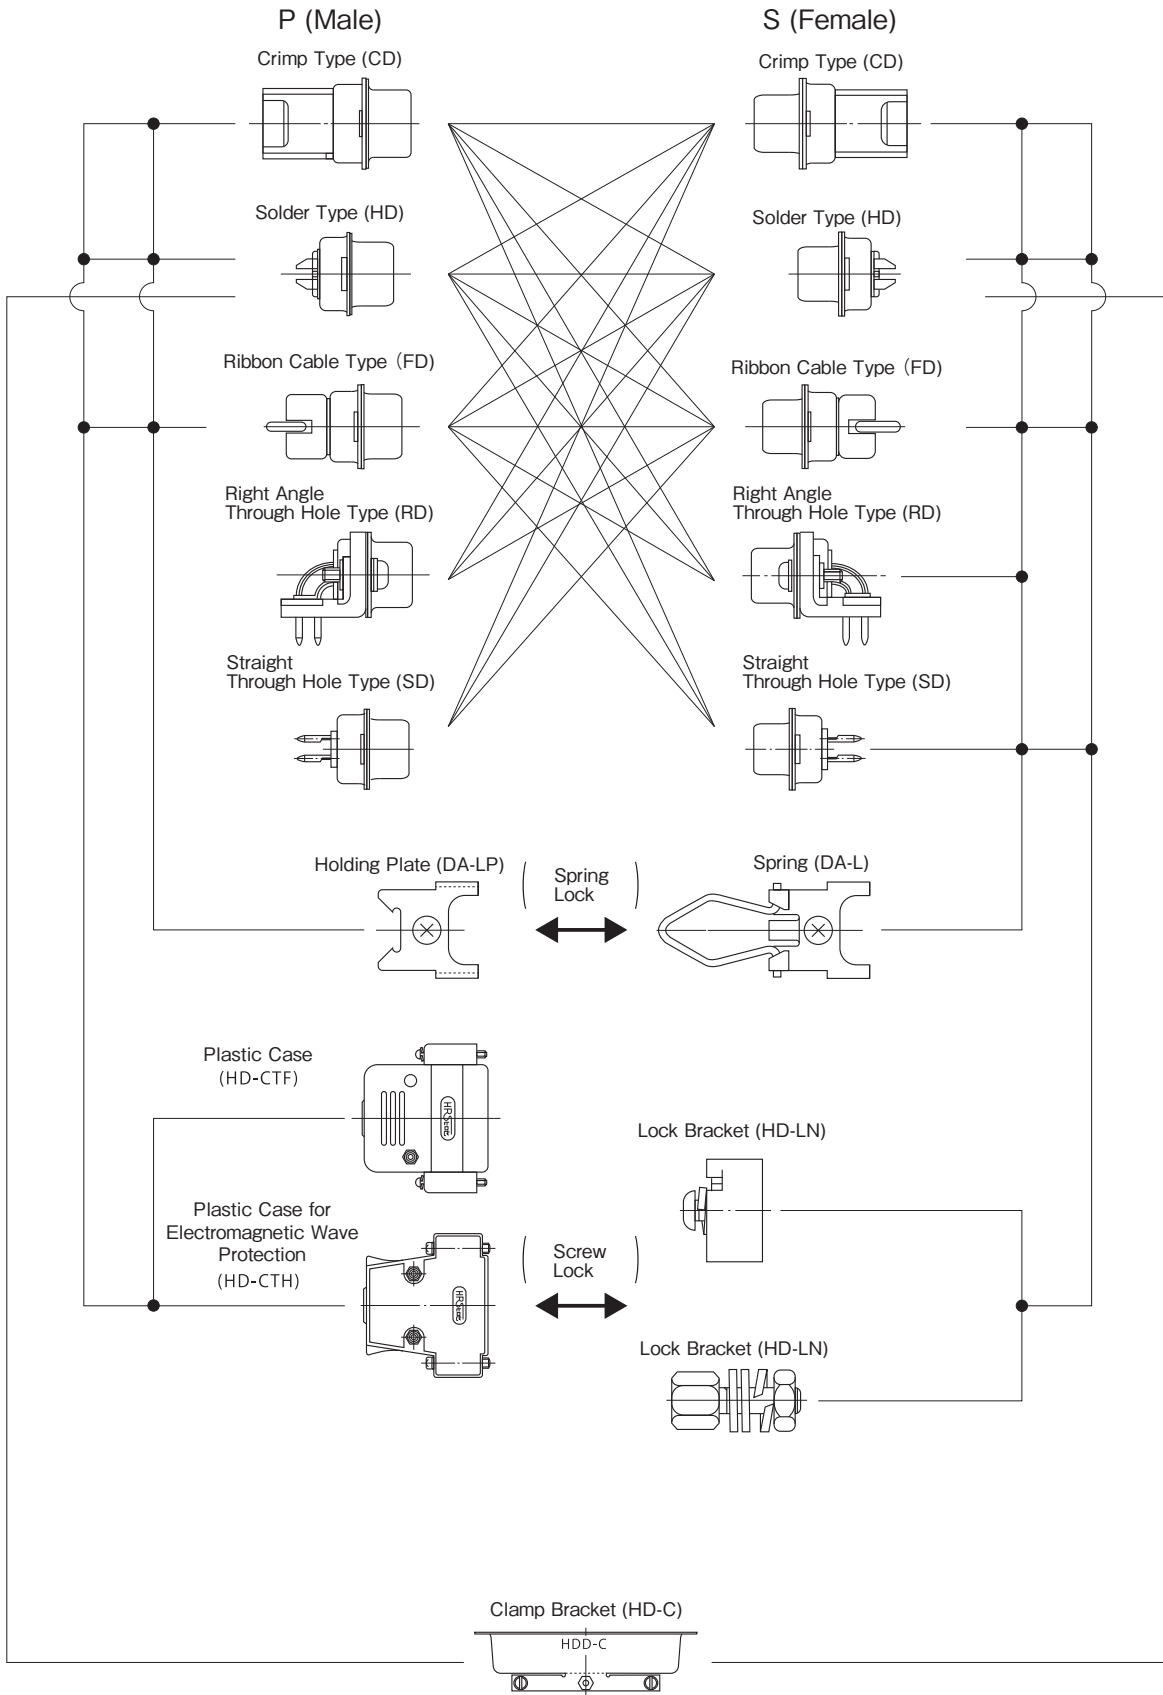 P (Male)
S (Female)
Crimp Type (CD)
Crimp Type (CD)
Solder Type (HD)
Solder Type (HD)
Ribbon Cable Type (FD)
Ribbon Cable Type (FD)
Right Angle
Through Hole Type (RD)
Right Angle
Through Hole Type (RD)
Straight
Through Hole Type (SD)
Straight
Through Hole Type (SD)
Holding Plate (DA-LP)
Spring
Lock
Spring (DA-L)
Plastic Case
(HD-CTF)
HRS
Lock Bracket (HD-LN)
Plastic Case for
Electromagnetic Wave
Protection
(HD-CTH)
HRS
Screw
Lock
Lock Bracket (HD-LN)
Clamp Bracket (HD-C)
HDD-C